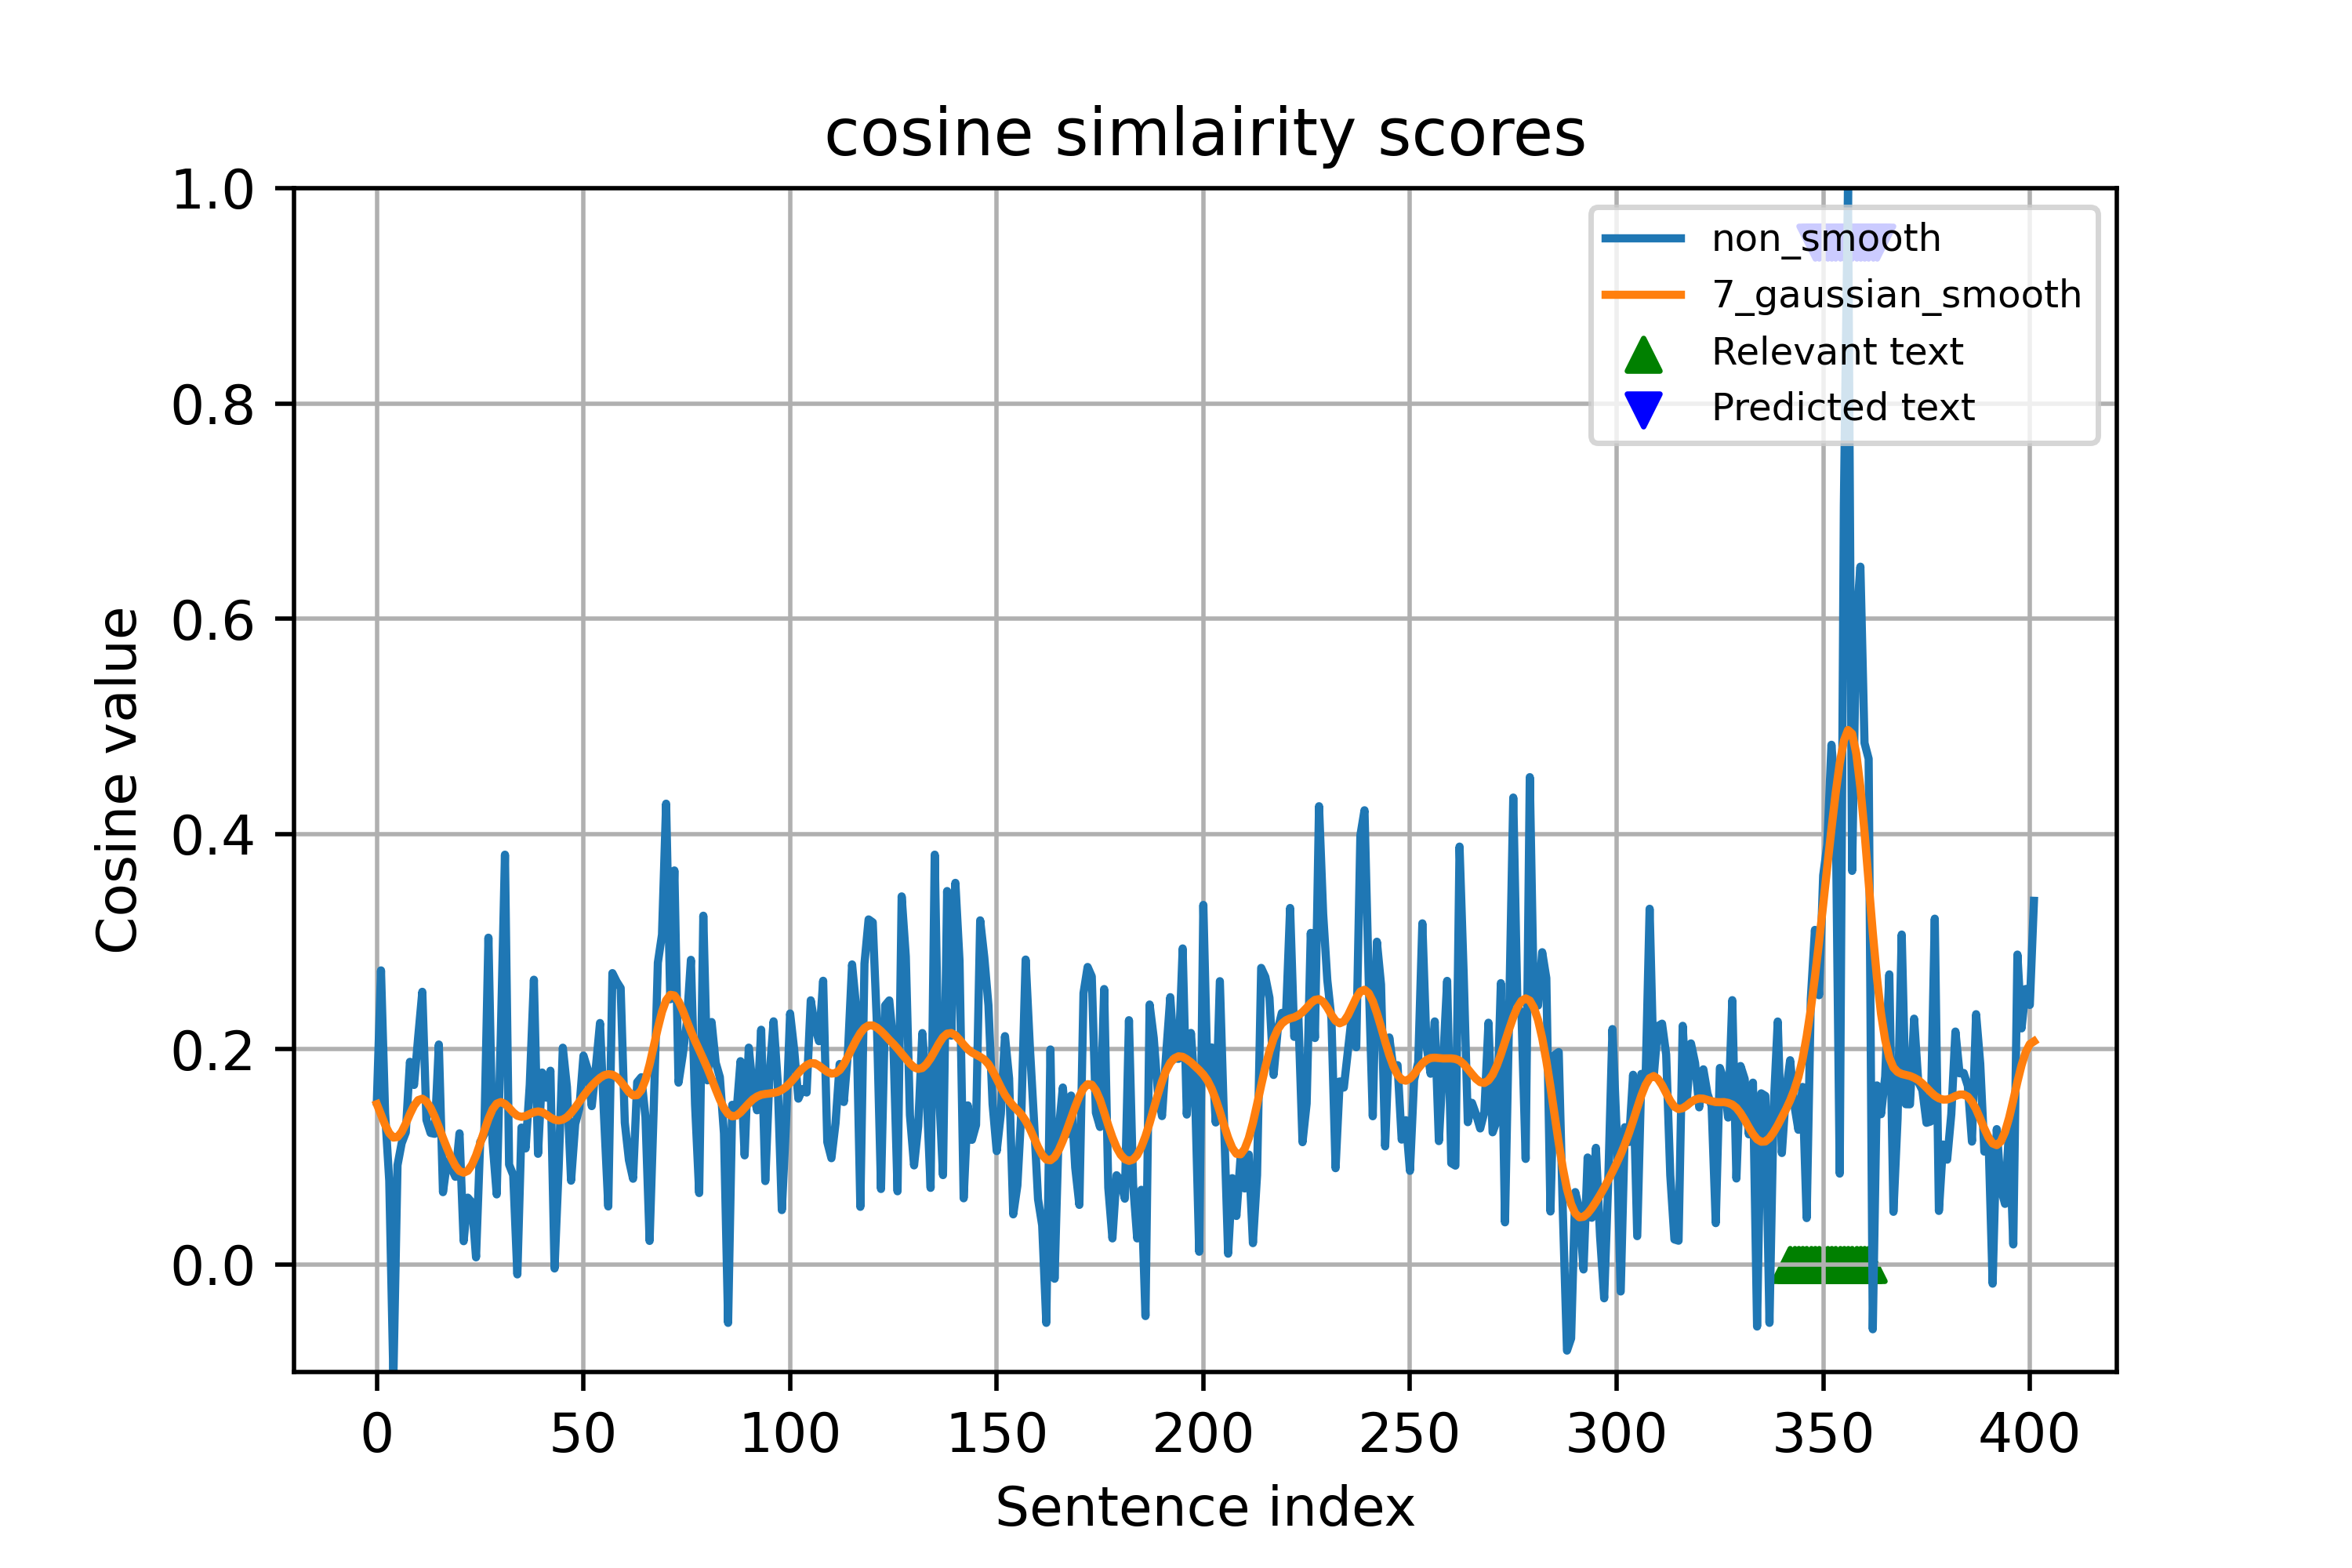 cosine simlairity scores
1.0
0.8
0.6
0.4
0.2
0.0
Cosine value
non_smooth
7_gaussian_smooth
Relevant text
Predicted text
0 50 100 150 200 250 300 350 400
Sentence index